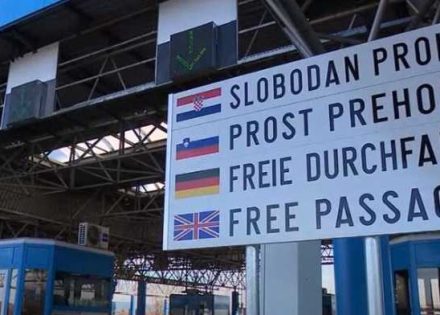 SLOBODAN PRO
PROST PREHO
FREIE DURCHFA
FREE PASSAG